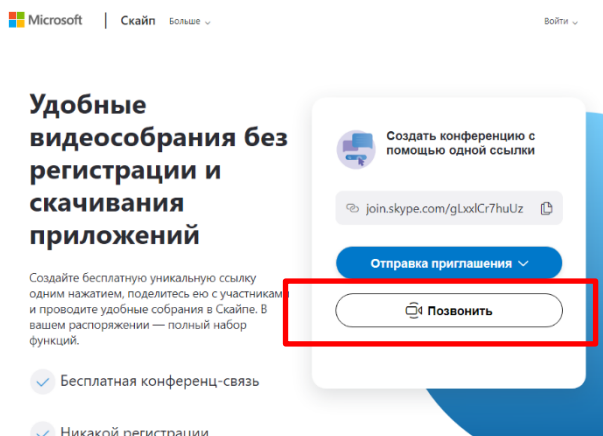 Microsoft | Скайп Больше
Войти
Удобные
видеособрания без
регистрации и
скачивания
приложений
Создайте бесплатную уникальную ссылку
одним нажатием, поделитесь ею с участниками
и проводите удобные собрания в Скайпе. В
вашем распоряжении — полный набор
функций.
Бесплатная конференц-связь
Никакой регистрации
Создать конференцию с
помощью одной ссылки
join.skype.com/gLxxlCr7huUz
Отправка приглашения
Позвонить